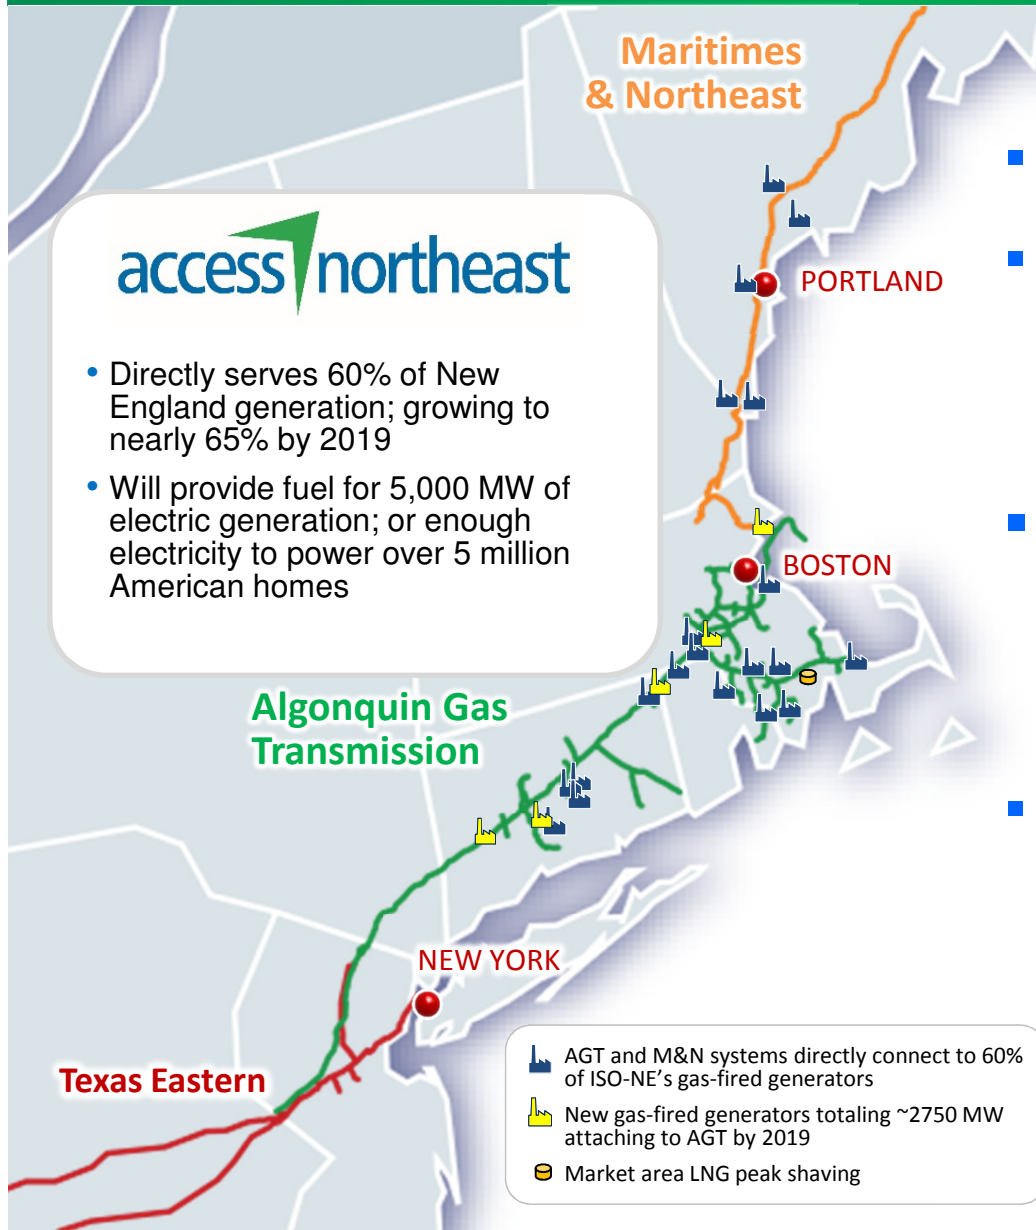 Maritimes
& Northeast
access northeast
• Directly serves 60% of New
England generation; growing to
nearly 65% by 2019
• Will provide fuel for 5,000 MW of
electric generation; or enough
electricity to power over 5 million
American homes
PORTLAND
BOSTON
Algonquin Gas
Transmission
NEW YORK
Texas Eastern
AGT and M&N systems directly connect to 60%
of ISO-NE's gas-fired generators
New gas-fired generators totaling ~2750 MW
attaching to AGT by 2019
Market area LNG peak shaving